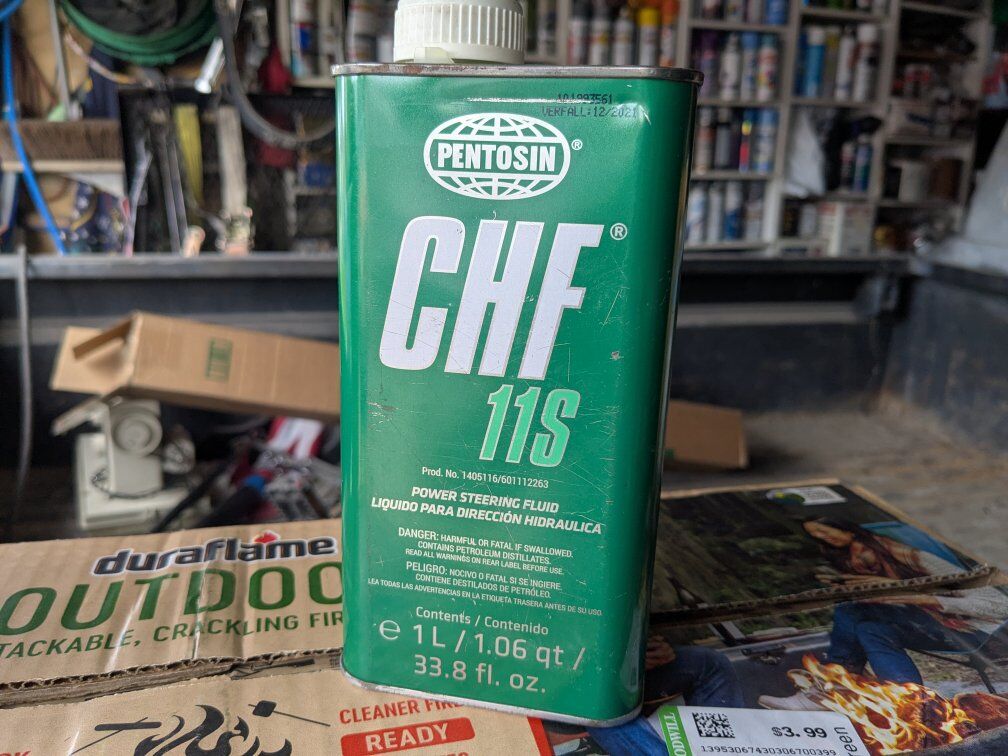 101993561
VERFALL:12/2021
PENTOSIN®
CHF®
11S
Prod. No. 1405116/601112263
POWER STEERING FLUID
LIQUIDO PARA DIRECCIÓN HIDRAULICA
DANGER: HARMFUL OR FATAL IF SWALLOWED.
CONTAINS PETROLEUM DISTILLATES.
READ ALL WARNINGS ON REAR LABEL BEFORE USE.
PELIGRO: NOCIVO O FATAL SI SE INGIERE.
CONTIENE DESTILADOS DE PETRÓLEO.
LEA TODAS LAS ADVERTENCIAS EN LA ETIQUETA TRASERA ANTES DE SU USO.
Contents / Contenido
℮ 1L / 1.06 qt /
33.8 fl. oz.
duraflame
OUTDOO
TACKABLE, CRACKLING FIR
CLEANER FIR
READY
ODWILL
$3.99
13953067430306700399
reen